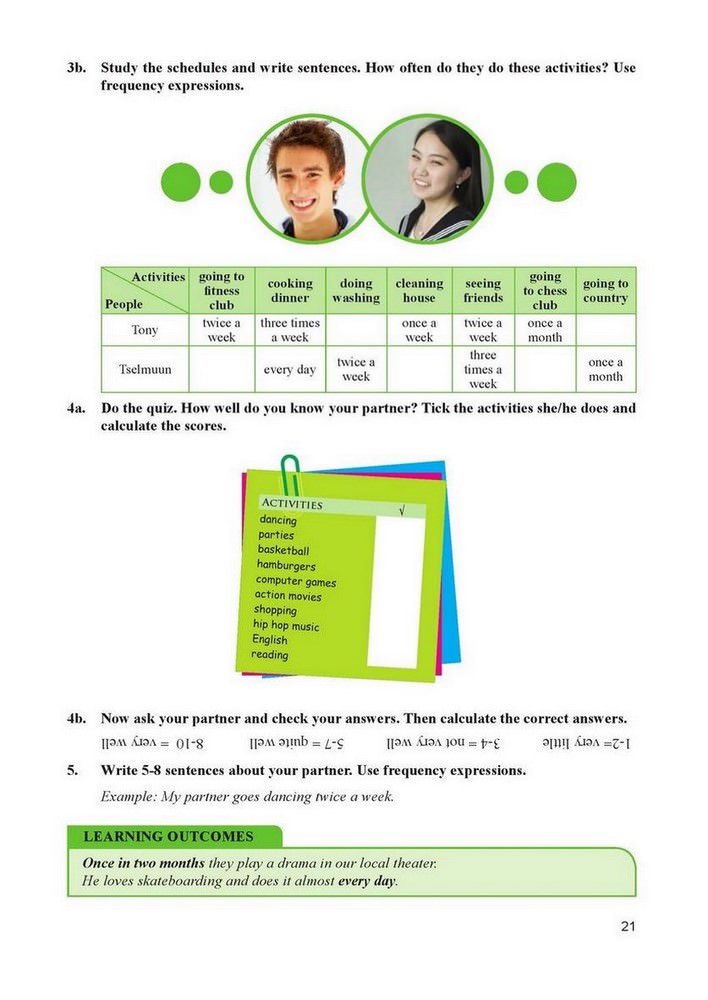 3b. Study the schedules and write sentences. How often do they do these activities? Use
frequency expressions.
Activities
People
going to
fitness
club
cooking
dinner
doing
washing
cleaning
house
seeing
friends
going
to chess
club
going to
country
Tony
twice a
week
three times
a week
once a
week
twice a
week
once a
month
Tselmuun
every day
twice a
week
three
times a
week
once a
month
4a. Do the quiz. How well do you know your partner? Tick the activities she/he does and
calculate the scores.
ACTIVITIES √
dancing
parties
basketball
hamburgers
computer games
action movies
shopping
hip hop music
English
reading
4b. Now ask your partner and check your answers. Then calculate the correct answers.
1-2= very little 3-4 = not very well 5-7 = quite well 8-10 = very well
5. Write 5-8 sentences about your partner. Use frequency expressions.
Example: My partner goes dancing twice a week.
LEARNING OUTCOMES
Once in two months they play a drama in our local theater.
He loves skateboarding and does it almost every day.
21